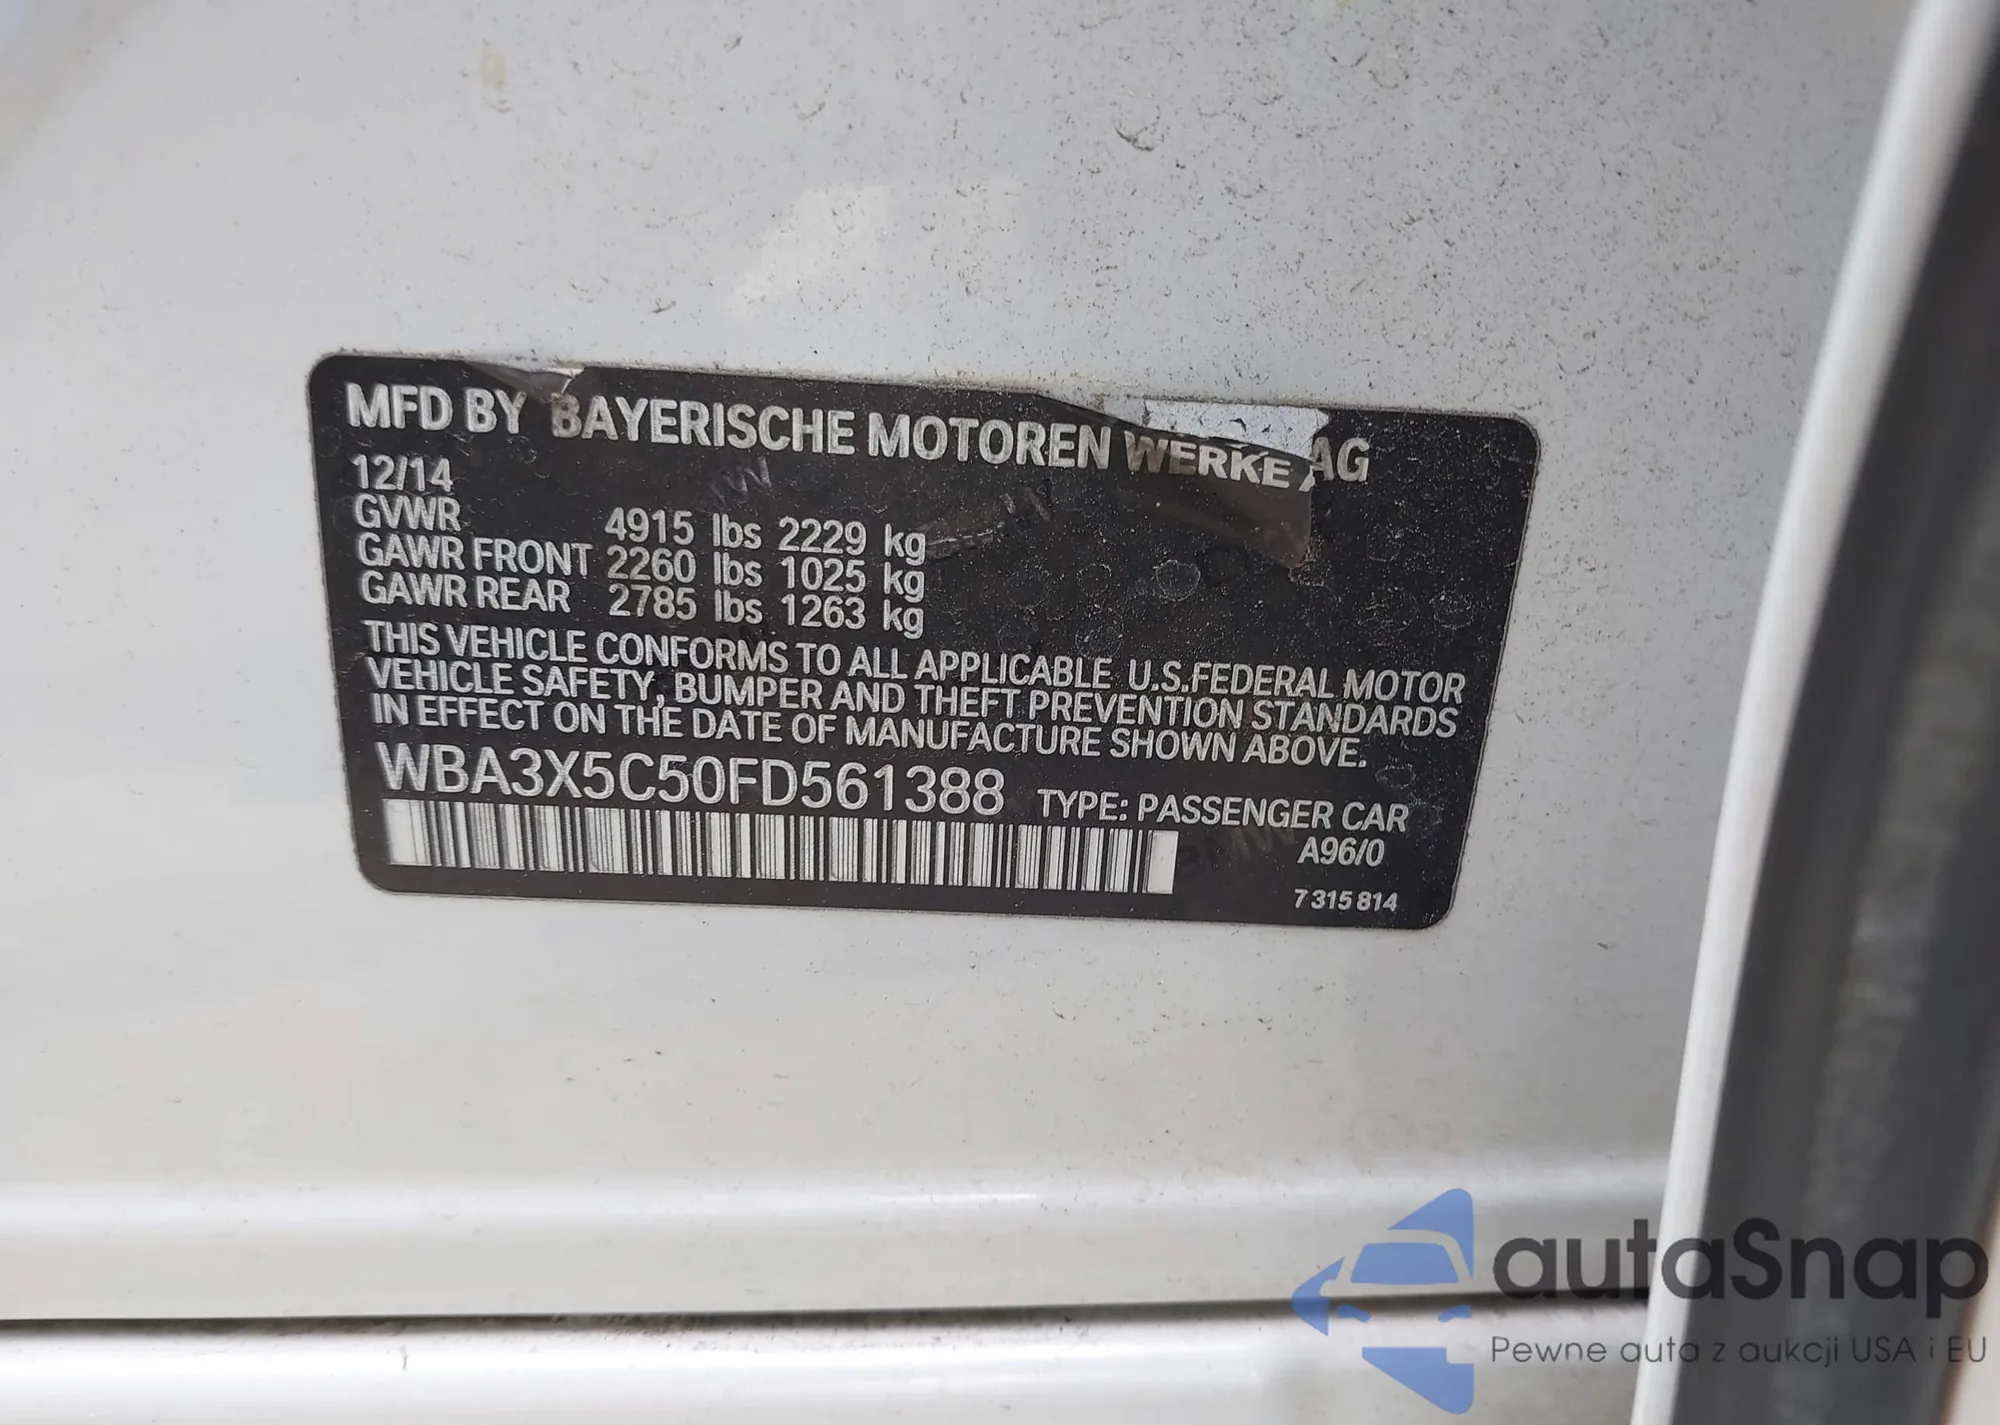 MFD BY BAYERISCHE MOTOREN WERKE AG
12/14
GVWR 4915 lbs 2229 kg
GAWR FRONT 2260 lbs 1025 kg
GAWR REAR 2785 lbs 1263 kg
THIS VEHICLE CONFORMS TO ALL APPLICABLE U.S.FEDERAL MOTOR
VEHICLE SAFETY, BUMPER AND THEFT PREVENTION STANDARDS
IN EFFECT ON THE DATE OF MANUFACTURE SHOWN ABOVE.
WBA3X5C50FD561388 TYPE: PASSENGER CAR
A96/0
7 315 814
autaSnap
Pewne auta z aukcji USA i EU